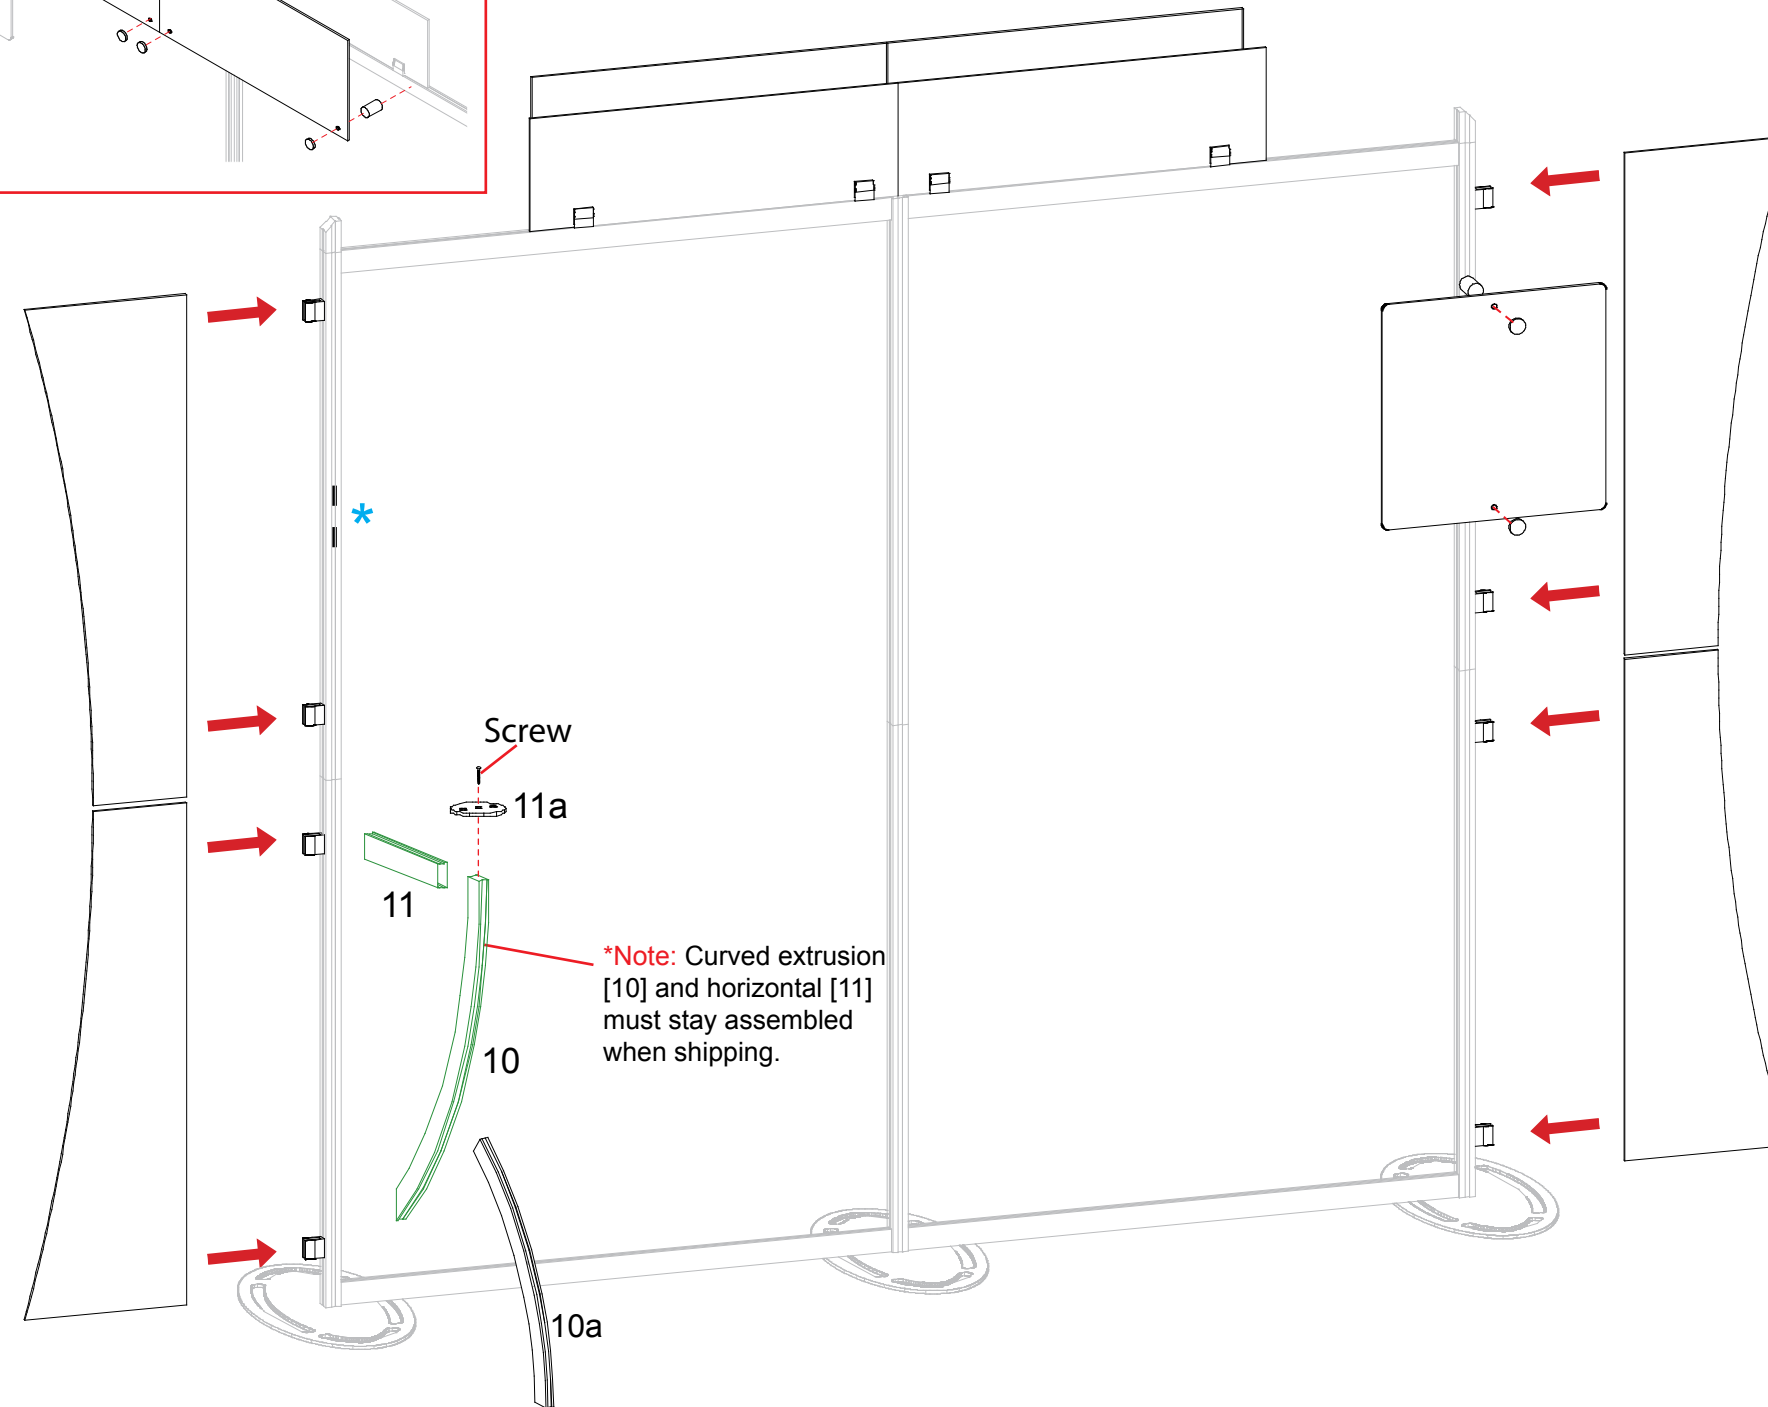 *
Screw
11a
11
*Note: Curved extrusion
[10] and horizontal [11]
must stay assembled
when shipping.
10
10a